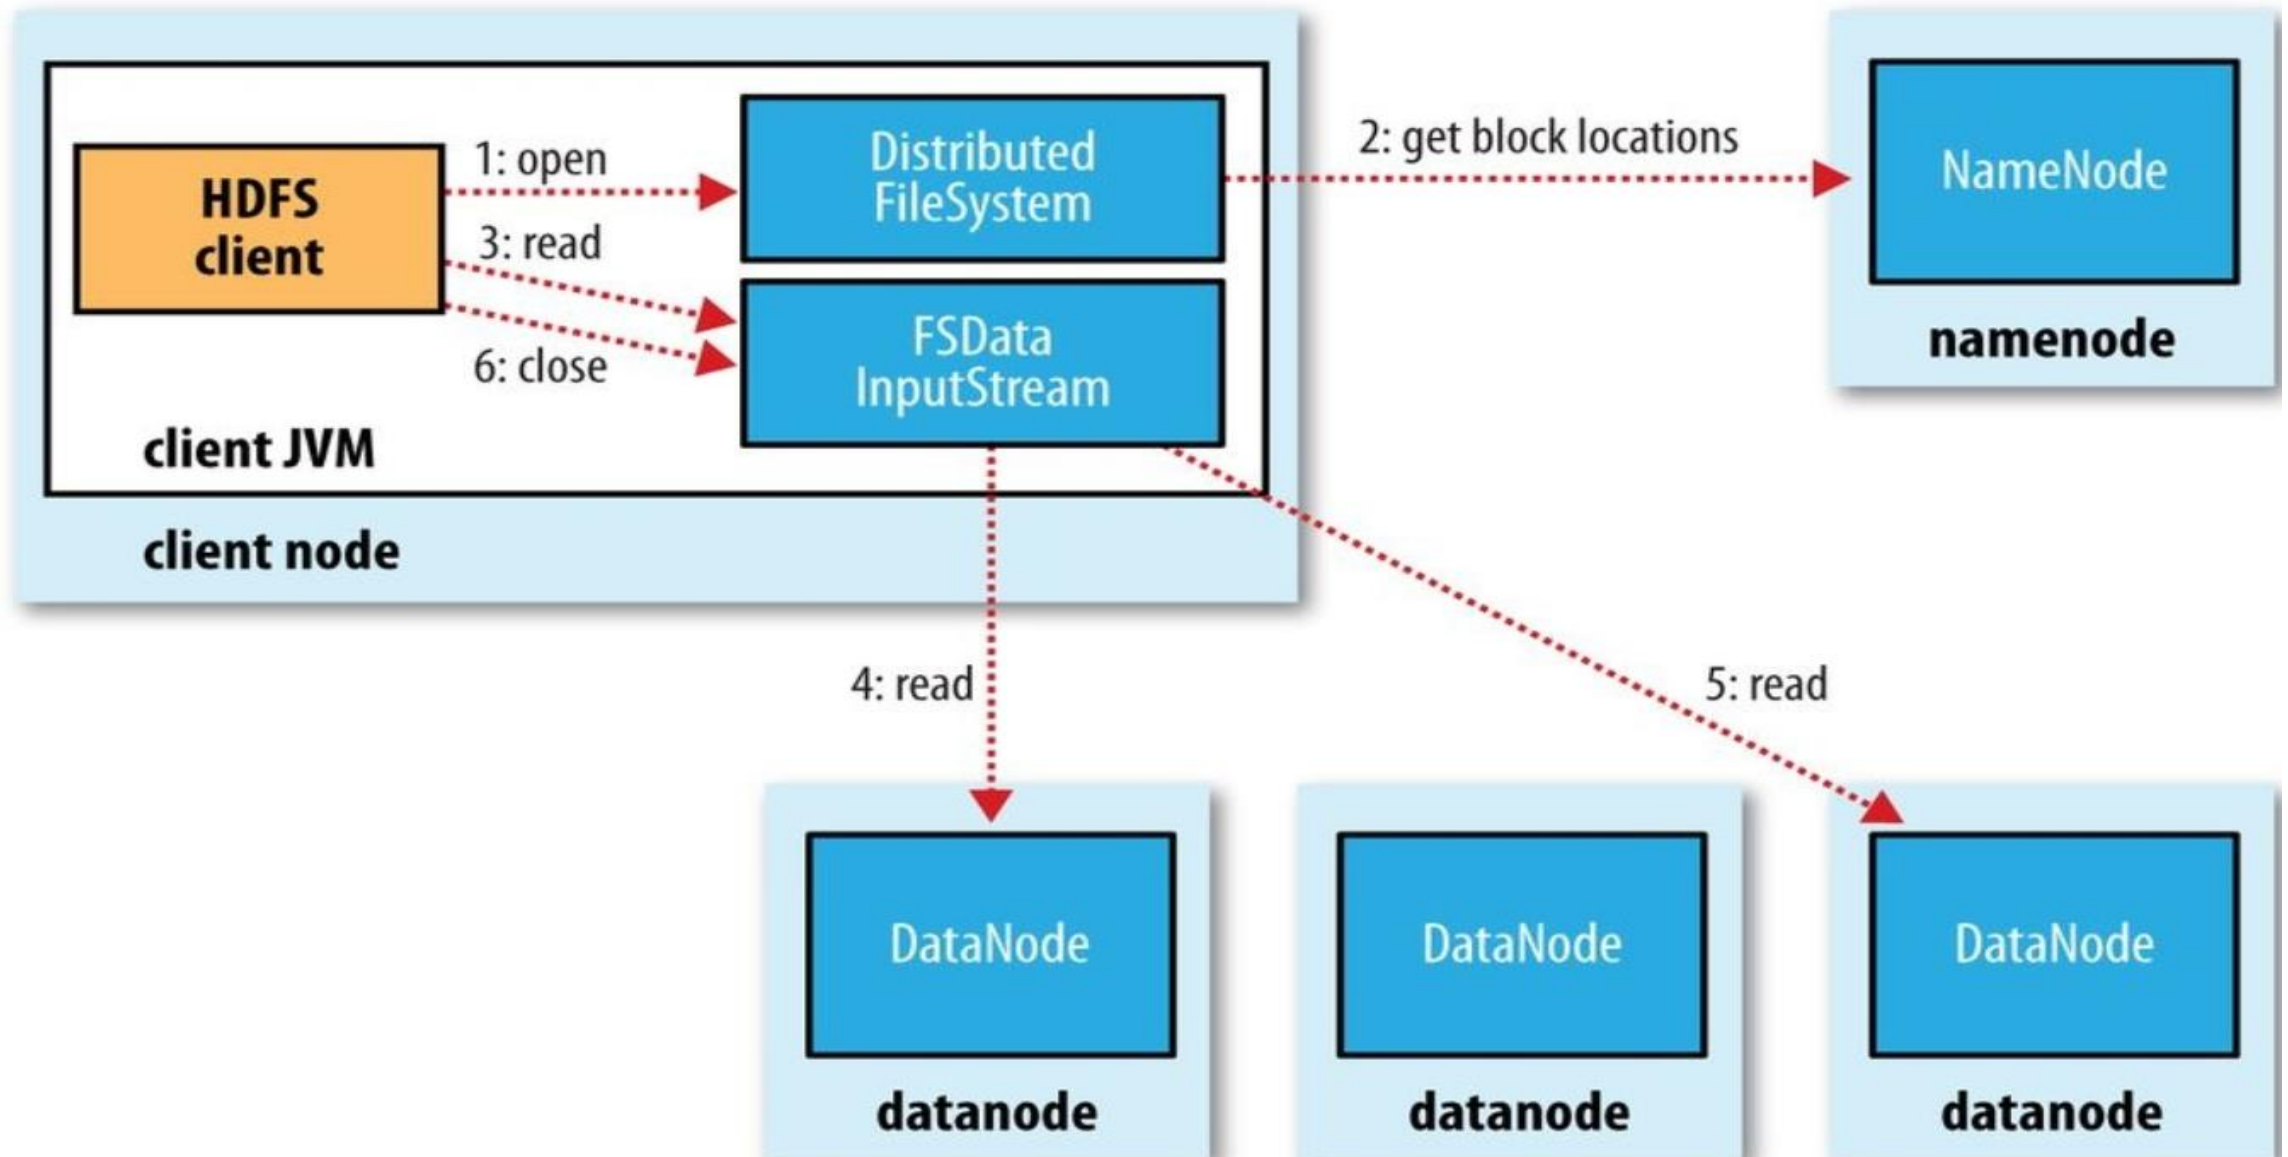 HDFS
client
1: open
3: read
6: close
Distributed
FileSystem
FSData
InputStream
client JVM
client node
2: get block locations
NameNode
namenode
4: read
5: read
DataNode
datanode
DataNode
datanode
DataNode
datanode